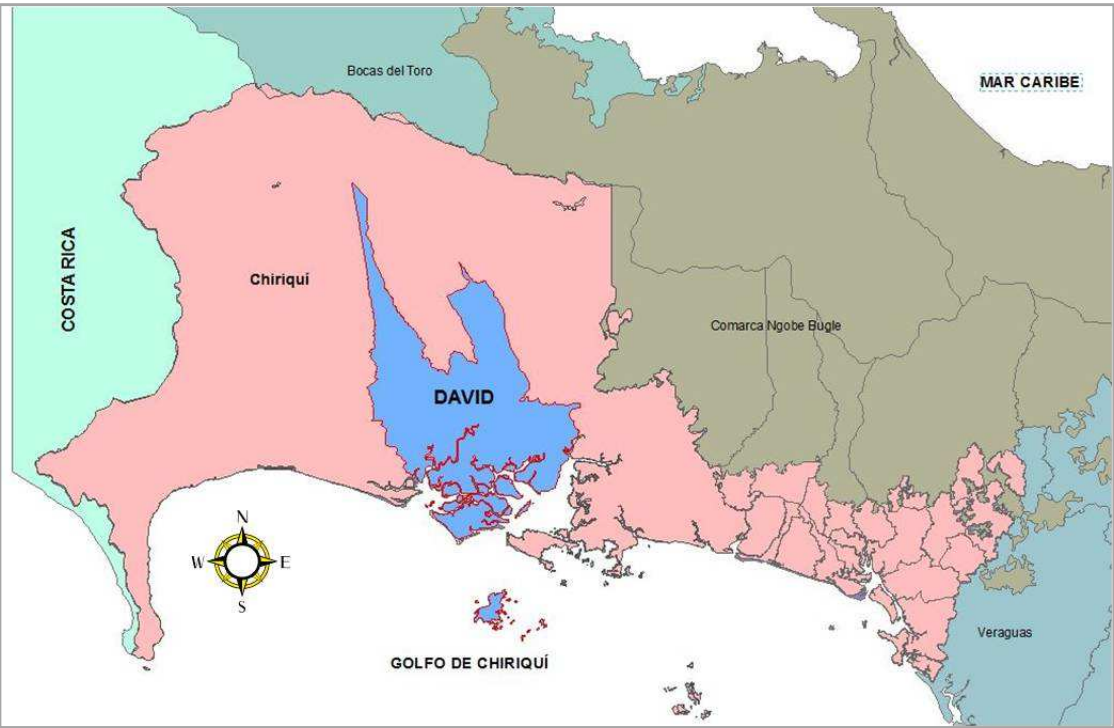 Bocas del Toro
MAR CARIBE
COSTA RICA
Chiriquí
Comarca Ngobe Bugle
DAVID
N
W
E
S
Veraguas
GOLFO DE CHIRIQUÍ